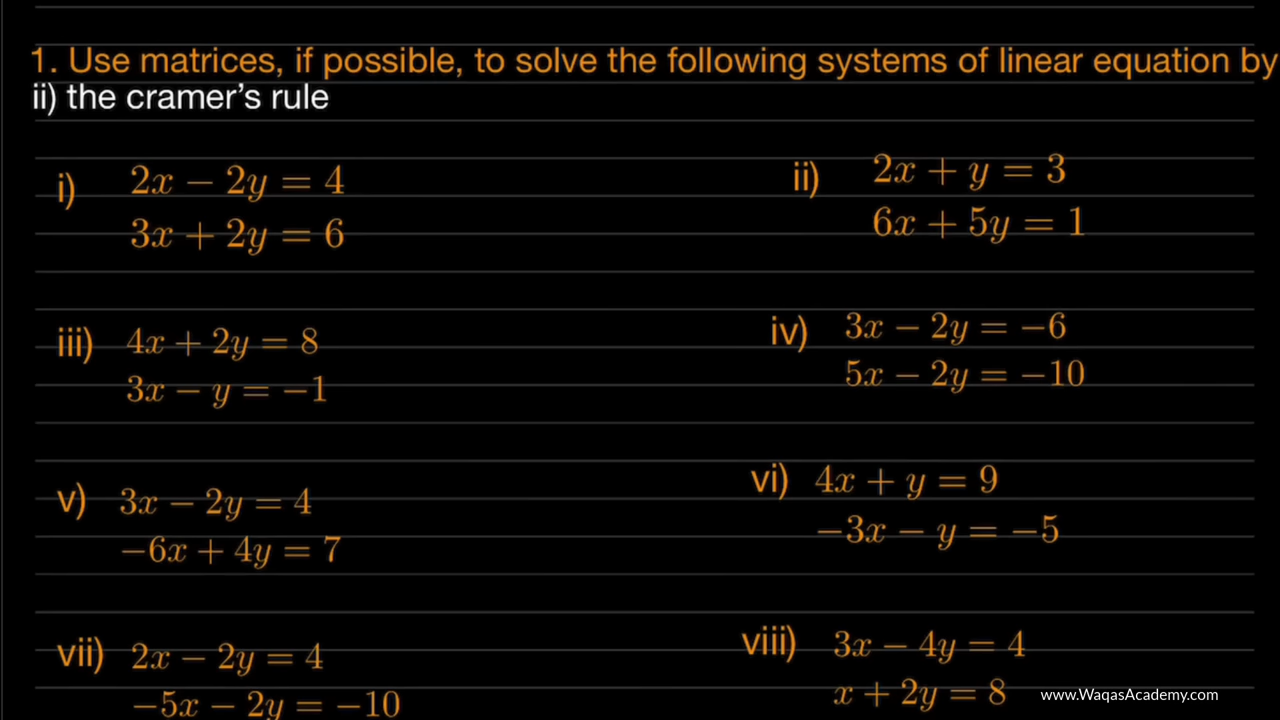 1. Use matrices, if possible, to solve the following systems of linear equation by
ii) the cramer's rule
i) 2x − 2y = 4
3x + 2y = 6
ii) 2x + y = 3
6x + 5y = 1
iii) 4x + 2y = 8
3x − y = −1
iv) 3x − 2y = −6
5x − 2y = −10
v) 3x − 2y = 4
−6x + 4y = 7
vi) 4x + y = 9
−3x − y = −5
vii) 2x − 2y = 4
−5x − 2y = −10
viii) 3x − 4y = 4
x + 2y = 8
www.WaqasAcademy.com